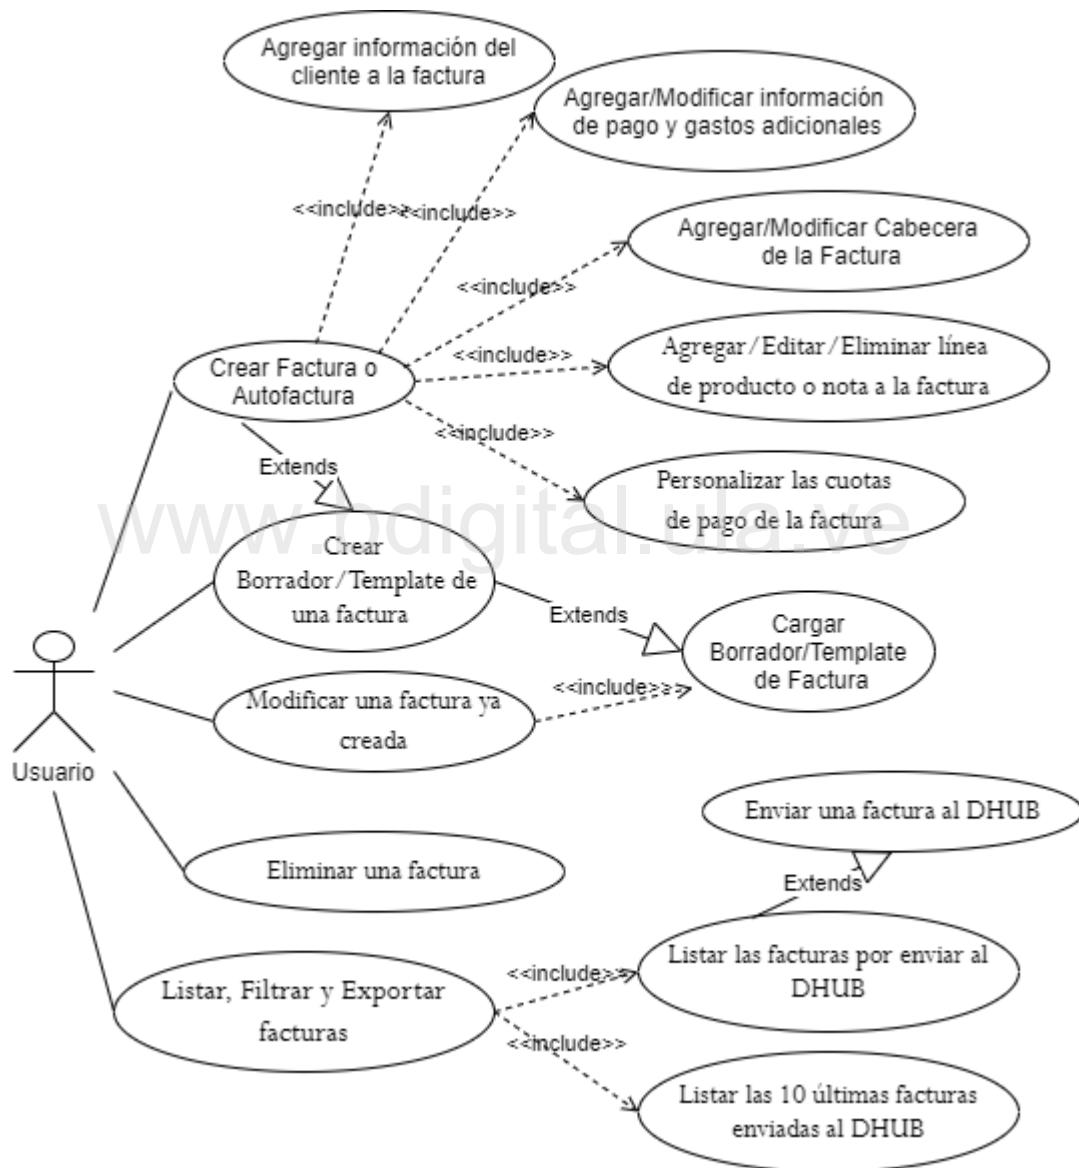 Agregar información del
cliente a la factura
Agregar/Modificar información
de pago y gastos adicionales
<<include>>
<<include>>
Agregar/Modificar Cabecera
de la Factura
<<include>>
Crear Factura o
Autofactura
<<include>>
Agregar/Editar/Eliminar línea
de producto o nota a la factura
<<include>>
Extends
Personalizar las cuotas
de pago de la factura
www.bdigital.ula.ve
Crear
Borrador/Template de
una factura
Extends
Cargar
Borrador/Template
de Factura
<<include>>
Modificar una factura ya
creada
Usuario
Enviar una factura al DHUB
Eliminar una factura
Extends
Listar, Filtrar y Exportar
facturas
<<include>>
Listar las facturas por enviar al
DHUB
<<include>>
Listar las 10 últimas facturas
enviadas al DHUB